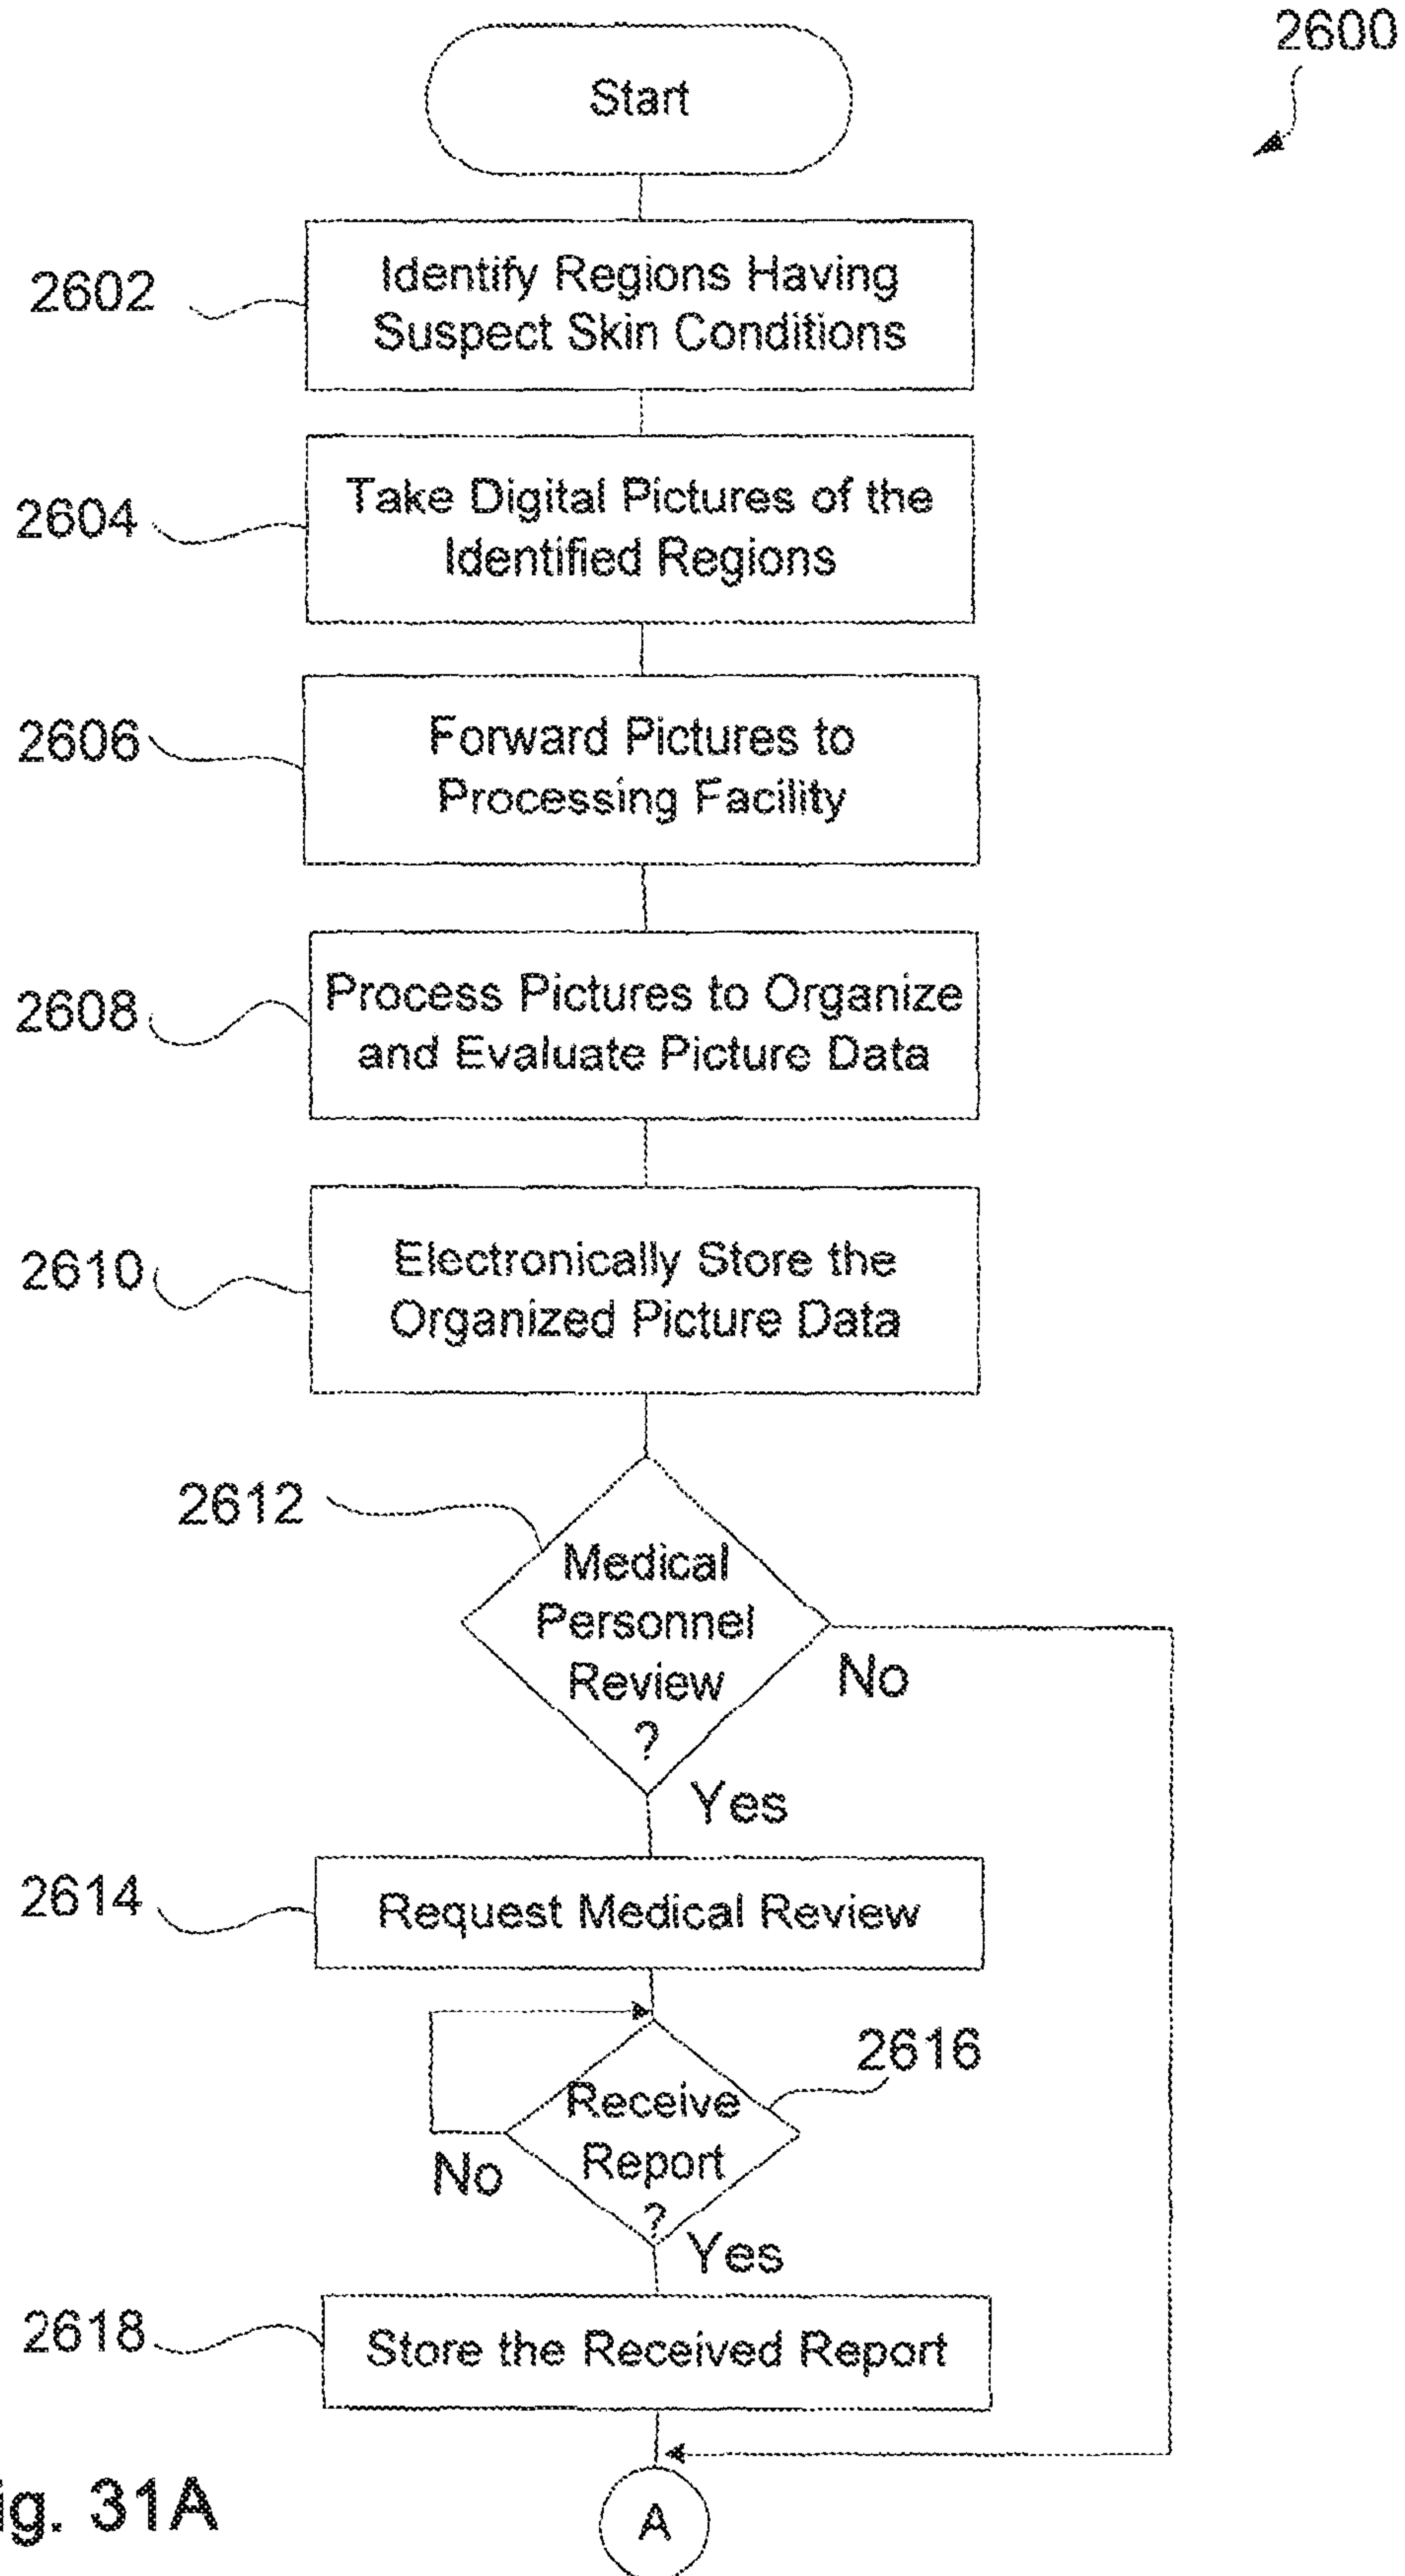 2600
Start
2602
Identify Regions Having
Suspect Skin Conditions
2604
Take Digital Pictures of the
Identified Regions
2606
Forward Pictures to
Processing Facility
2608
Process Pictures to Organize
and Evaluate Picture Data
2610
Electronically Store the
Organized Picture Data
2612
Medical
Personnel
Review
?
No
Yes
2614
Request Medical Review
2616
Receive
Report
?
No
Yes
2618
Store the Received Report
ig. 31A
A